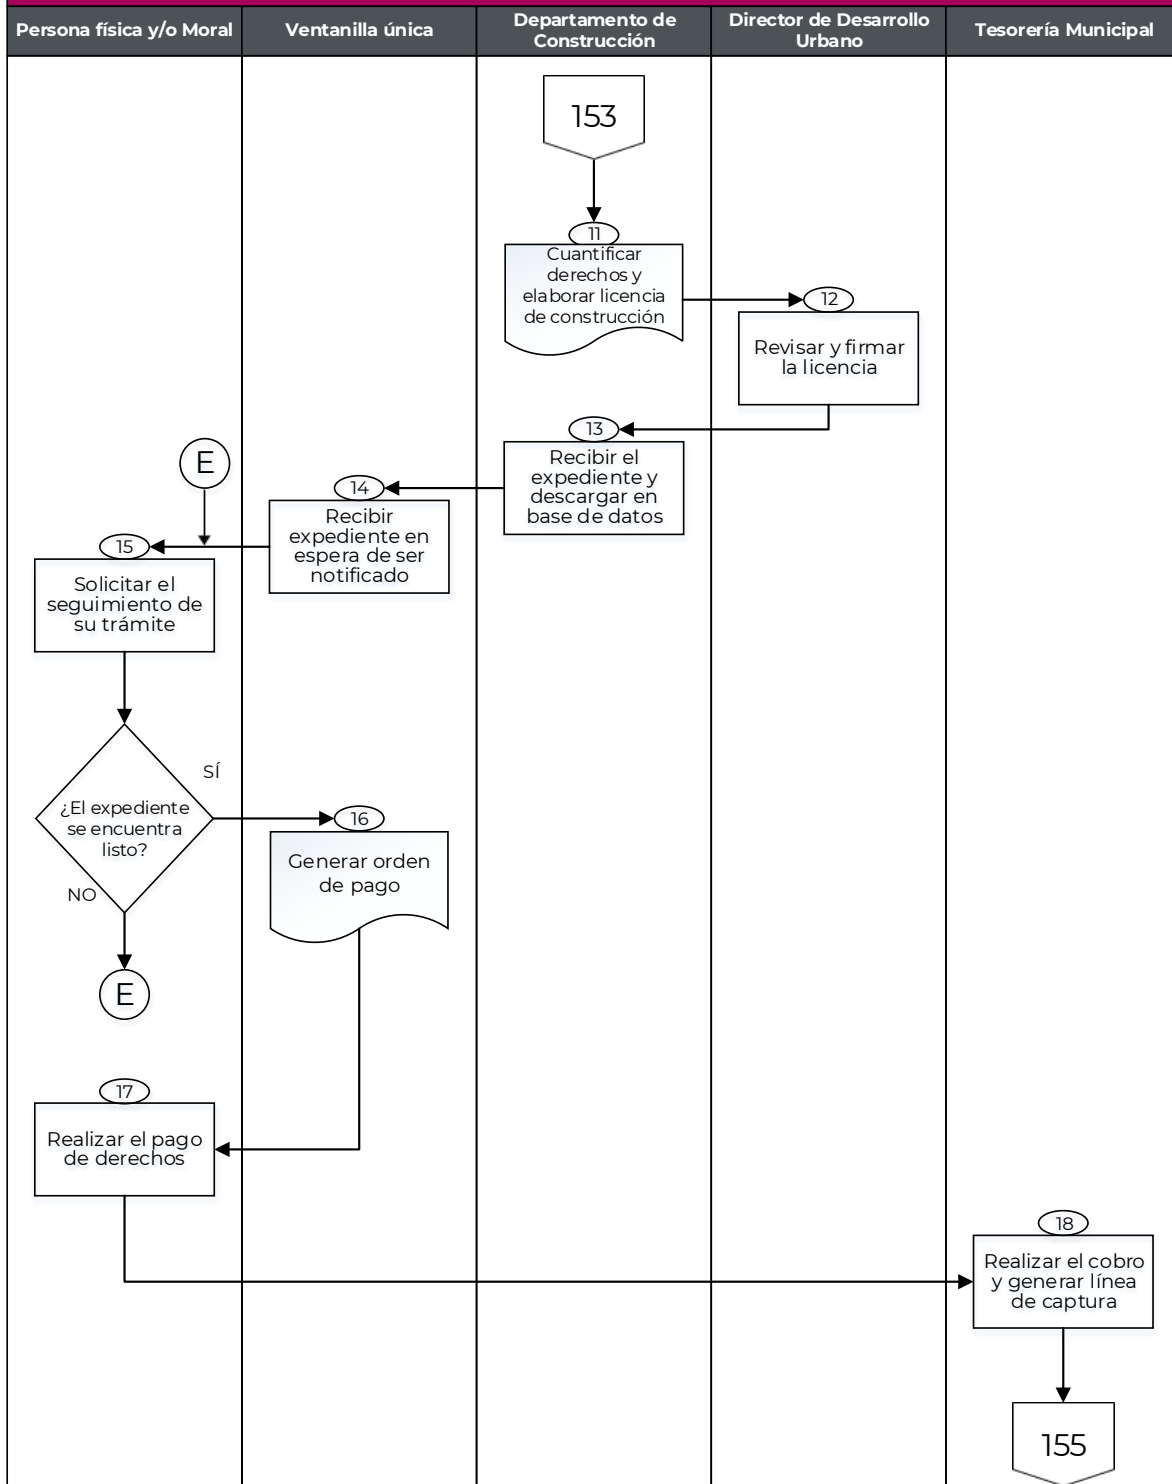 Persona física y/o Moral
Ventanilla única
Departamento de
Construcción
Director de Desarrollo
Urbano
Tesorería Municipal
153
11
Cuantificar
derechos y
elaborar licencia
de construcción
12
Revisar y firmar
la licencia
13
Recibir el
expediente y
descargar en
base de datos
E
14
Recibir
expediente en
espera de ser
notificado
15
Solicitar el
seguimiento de
su trámite
SÍ
¿El expediente
se encuentra
listo?
NO
16
Generar orden
de pago
E
17
Realizar el pago
de derechos
18
Realizar el cobro
y generar línea
de captura
155